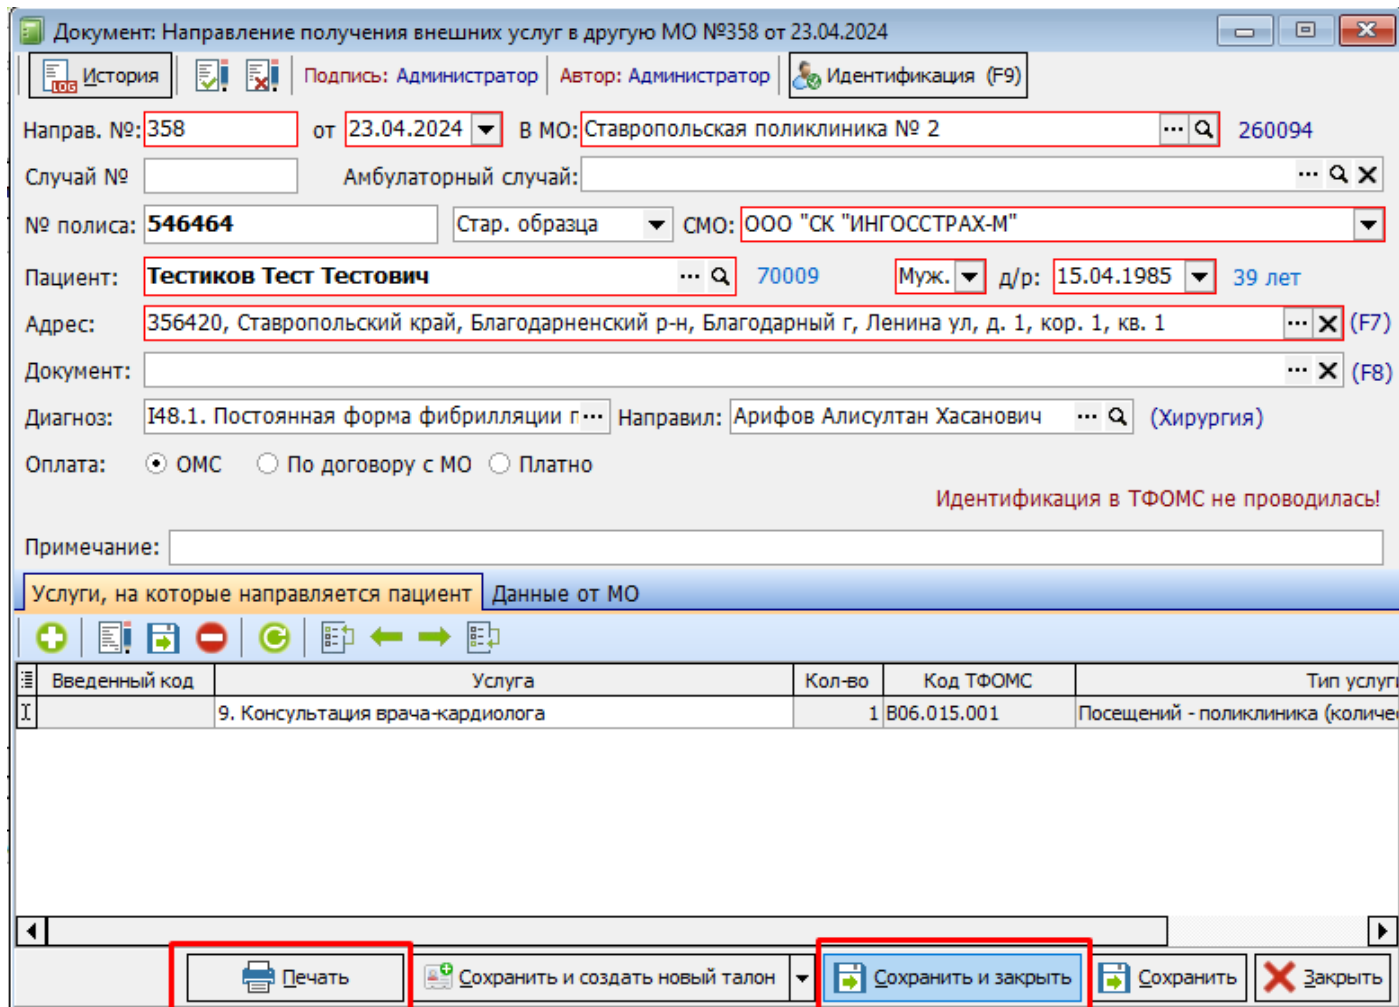 Документ: Направление получения внешних услуг в другую МО №358 от 23.04.2024
LOG История Подпись: Администратор Автор: Администратор Идентификация (F9)
Направ. №: 358 от 23.04.2024 В МО: Ставропольская поликлиника № 2 ... 260094
Случай № Амбулаторный случай: ...
№ полиса: 546464 Стар. образца СМО: ООО "СК "ИНГОССТРАХ-М"
Пациент: Тестиков Тест Тестович ... 70009 Муж. д/р: 15.04.1985 39 лет
Адрес: 356420, Ставропольский край, Благодарненский р-н, Благодарный г, Ленина ул, д. 1, кор. 1, кв. 1 ... (F7)
Документ: ... (F8)
Диагноз: I48.1. Постоянная форма фибрилляции п... Направил: Арифов Алисултан Хасанович ... (Хирургия)
Оплата: ОМС По договору с МО Платно
Идентификация в ТФОМС не проводилась!
Примечание:
Услуги, на которые направляется пациент Данные от МО
Введенный код Услуга Кол-во Код ТФОМС Тип услуги
9. Консультация врача-кардиолога 1 B06.015.001 Посещений - поликлиника (количе
Печать Сохранить и создать новый талон Сохранить и закрыть Сохранить Закрыть